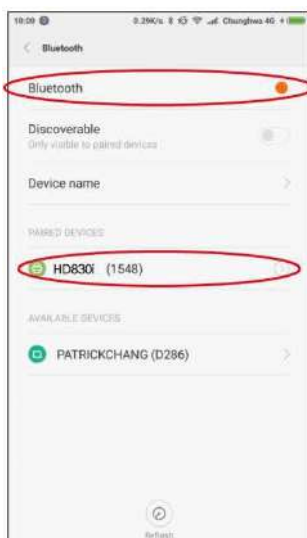 10:00 0.29K/s Chunghwa 4G
Bluetooth
Bluetooth
Discoverable
Only visible to paired devices
Device name
PAIRED DEVICES
HD830i (1548)
AVAILABLE DEVICES
PATRICKCHANG (D286)
Refresh